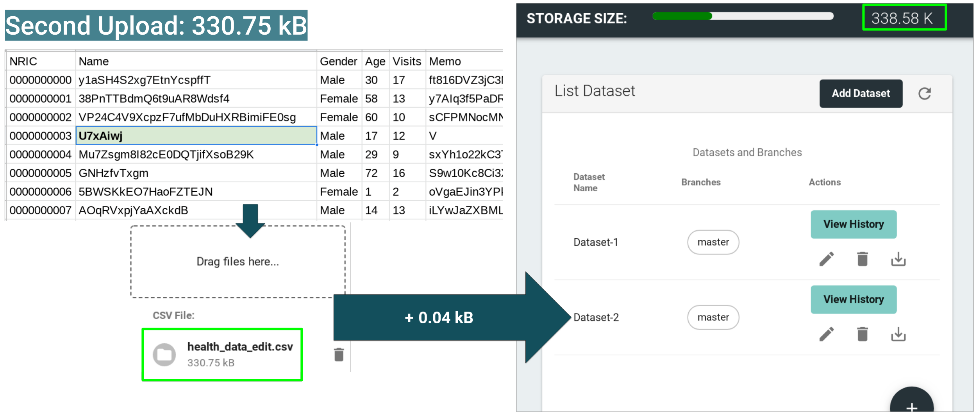 Second Upload: 330.75 kB
NRIC Name Gender Age Visits Memo
0000000000 y1aSH4S2xg7EtnYcspffT Male 30 17 ft816DVZ3jC3I
0000000001 38PnTTBdmQ6t9uAR8Wdsf4 Female 58 13 y7AIq3f5PaDR
0000000002 VP24C4V9XcpzF7ufMbDuHXRBimiFE0sg Female 60 10 sCFPMNocMN
0000000003 U7xAiwj Male 17 12 V
0000000004 Mu7Zsgm8I82cE0DQTjifXsoB29K Male 29 9 sxYh1o22kC3
0000000005 GNHzfvTxgm Male 72 16 S9w10Kc8Ci3
0000000006 5BWSKkEO7HaoFZTEJN Female 1 2 oVgaEJin3YPI
0000000007 AOqRVxpjYaAXckdB Male 14 13 iLYwJaZXBML
Drag files here...
CSV File:
health_data_edit.csv
330.75 kB
+ 0.04 kB
STORAGE SIZE: 338.58 K
List Dataset Add Dataset
Datasets and Branches
Dataset
Name Branches Actions
View History
Dataset-1 master
View History
Dataset-2 master
+